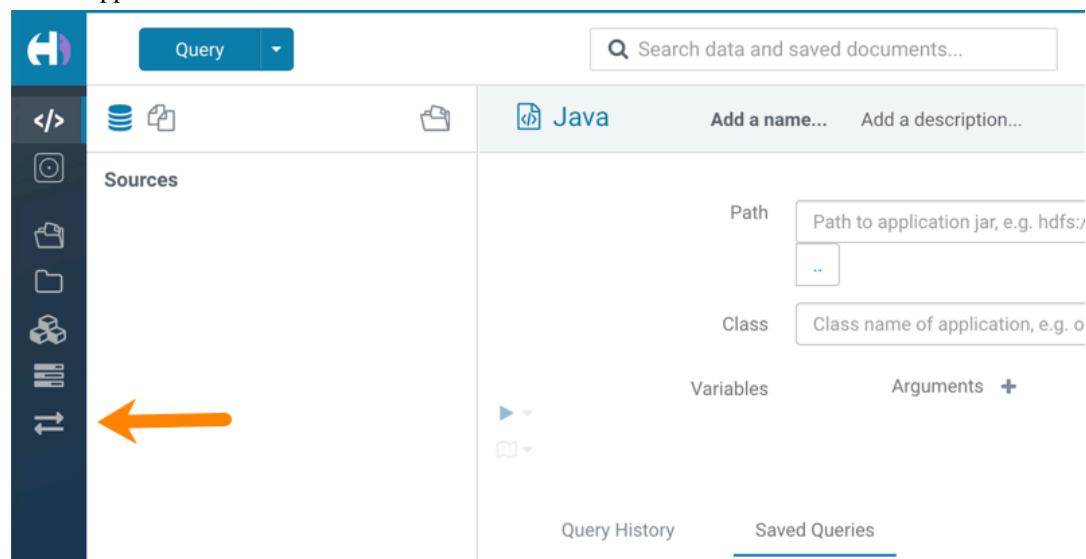 Query
Search data and saved documents...
</>
Java
Add a name...
Add a description...
Sources
Path
Path to application jar, e.g. hdfs:/
..
Class
Class name of application, e.g. o
Variables
Arguments +
Query History
Saved Queries